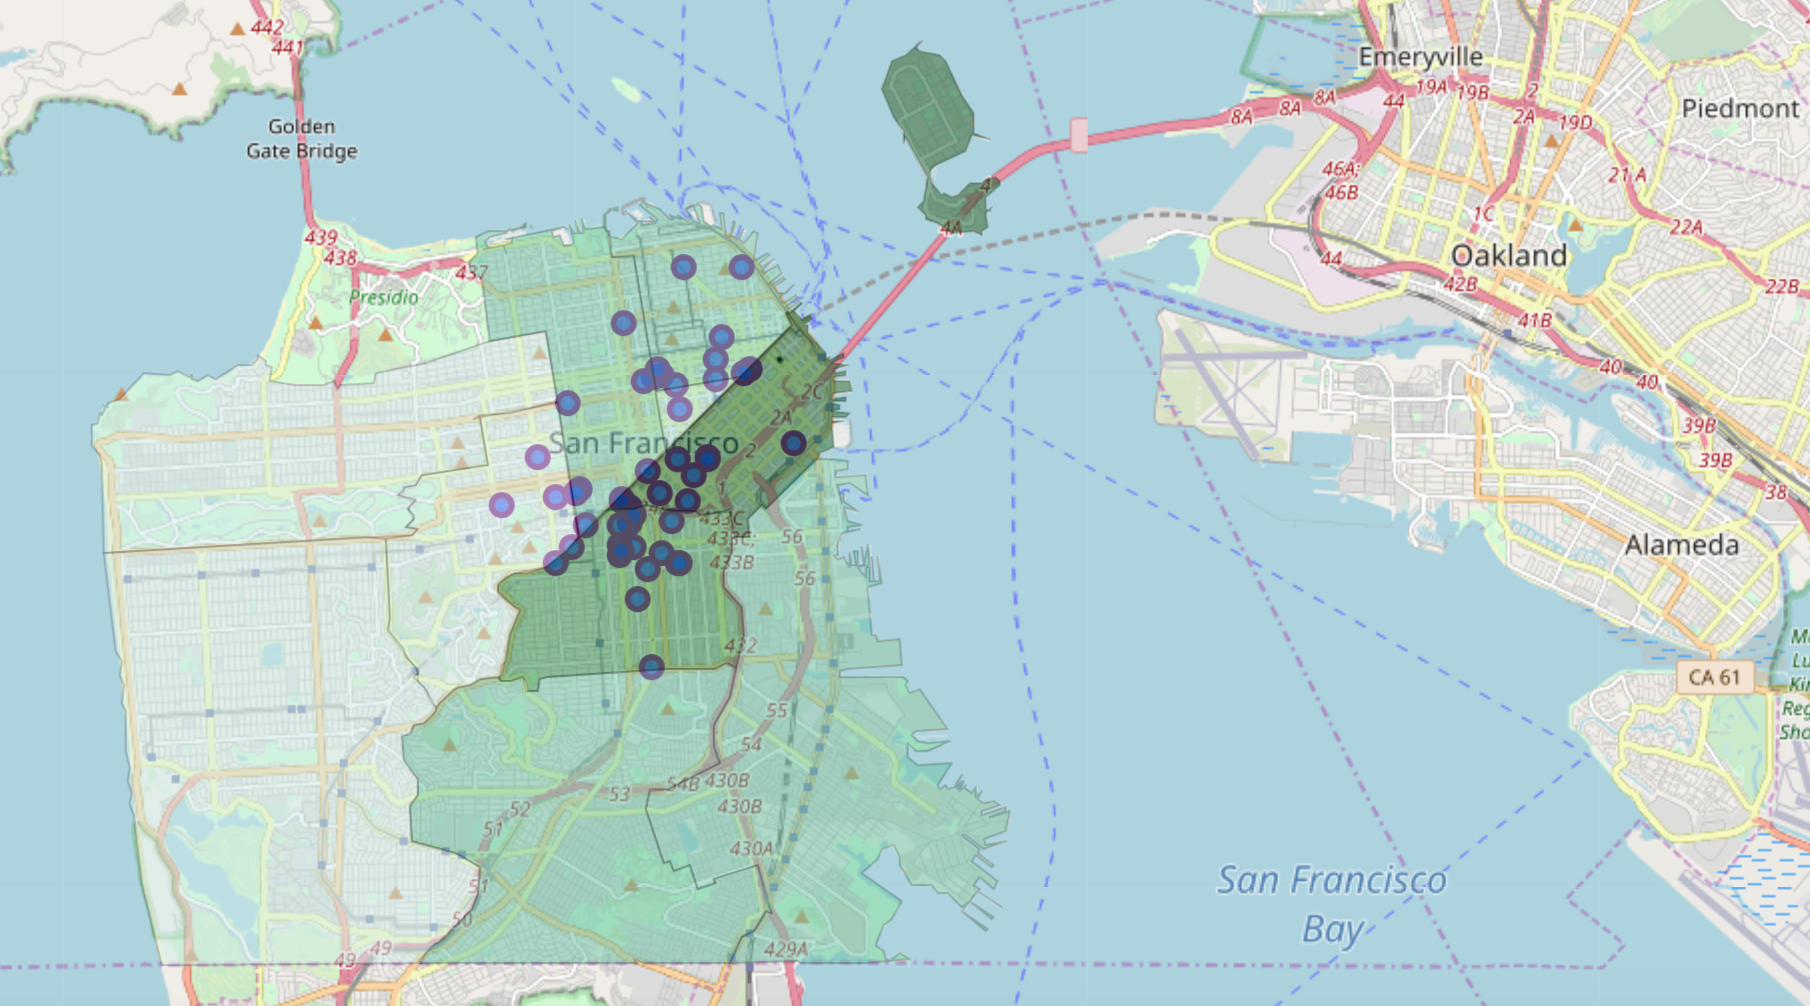 442
441
Golden
Gate Bridge
439
438
437
Presidio
Emeryville
Piedmont
8A
8A
8A
44
19A
19B
2
2A
19D
46A;
46B
21 A
1C
22A
Oakland
44
42B
22B
41B
40
40
39B
39B
38
4
4A
2C
2A
San Francisco
2
1
433C
433C;
433B
56
56
432
55
54
54B
430B
430B
53
52
51
430A
51
50
49
49
429A
Alameda
CA 61
San Francisco
Bay